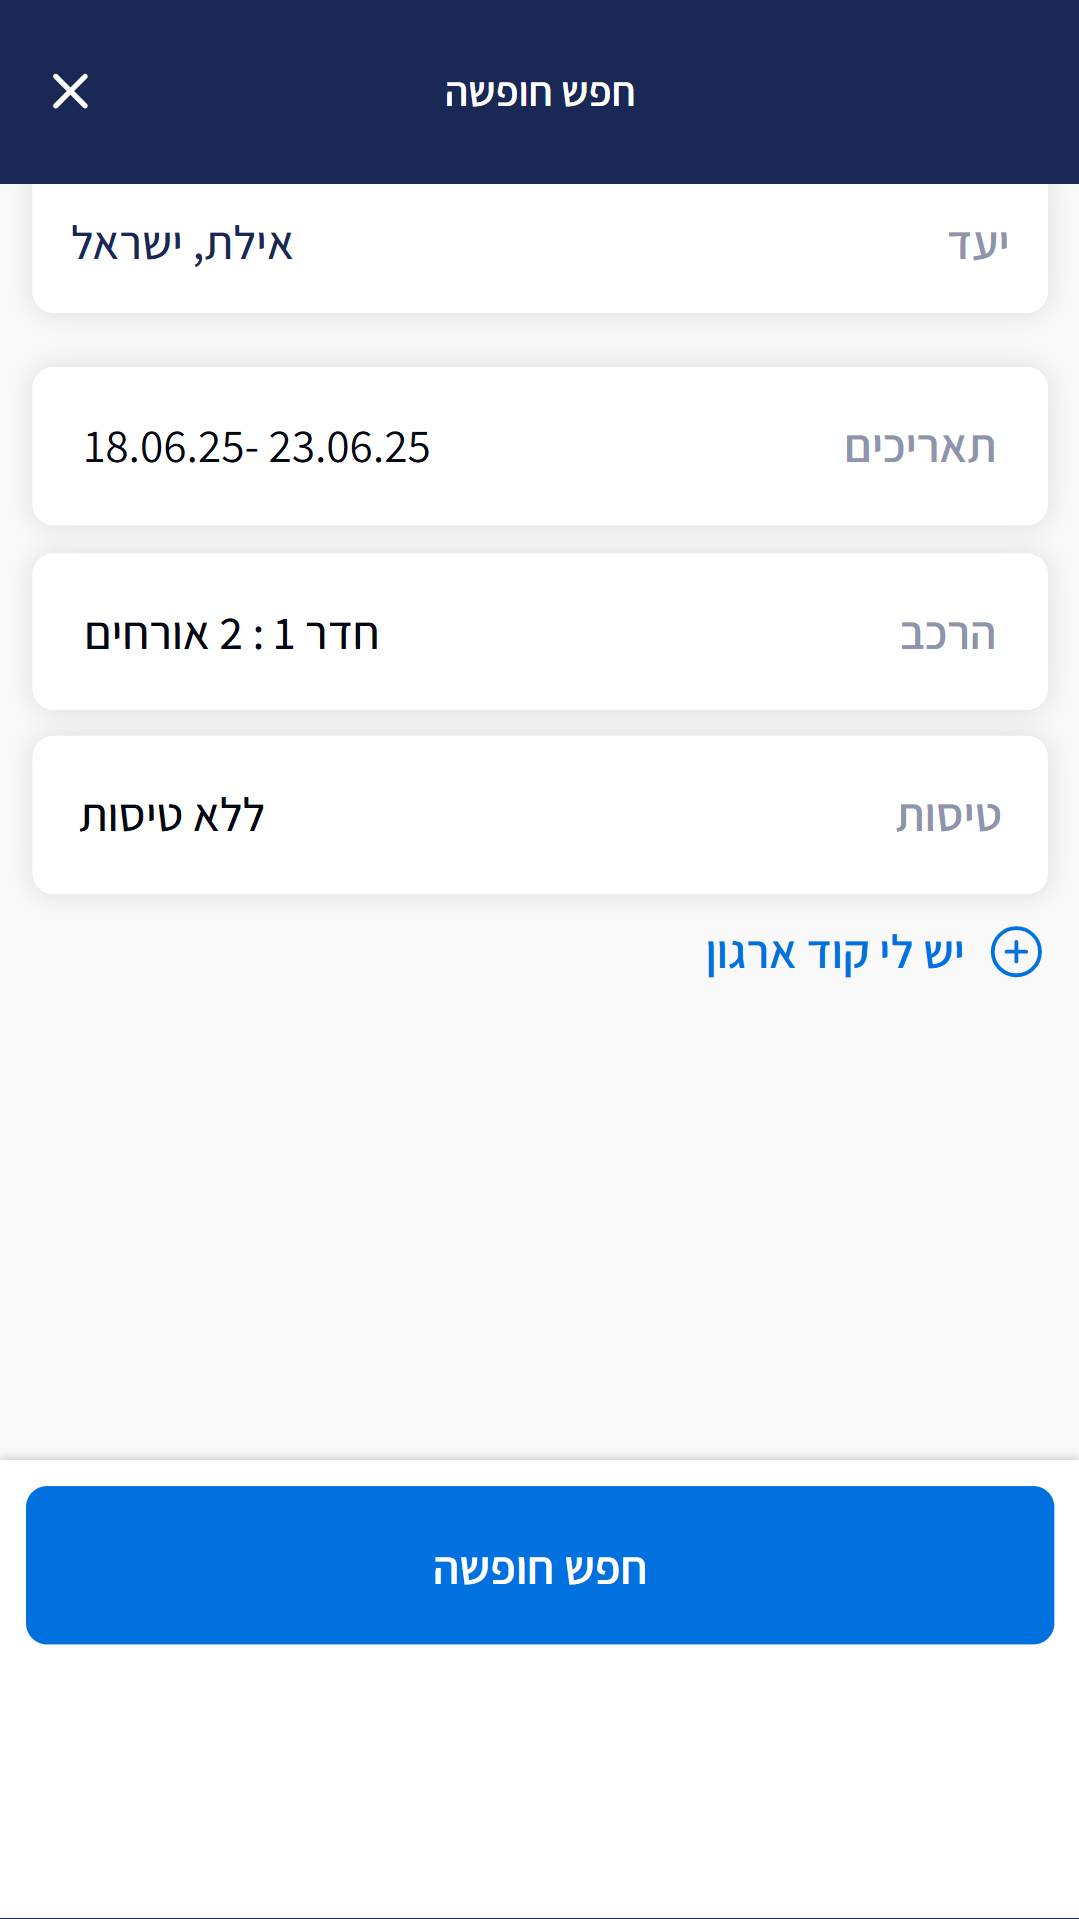 חפש חופשה
יעד
אילת, ישראל
תאריכים
18.06.25- 23.06.25
הרכב
חדר 1 : 2 אורחים
טיסות
ללא טיסות
יש לי קוד ארגון
חפש חופשה